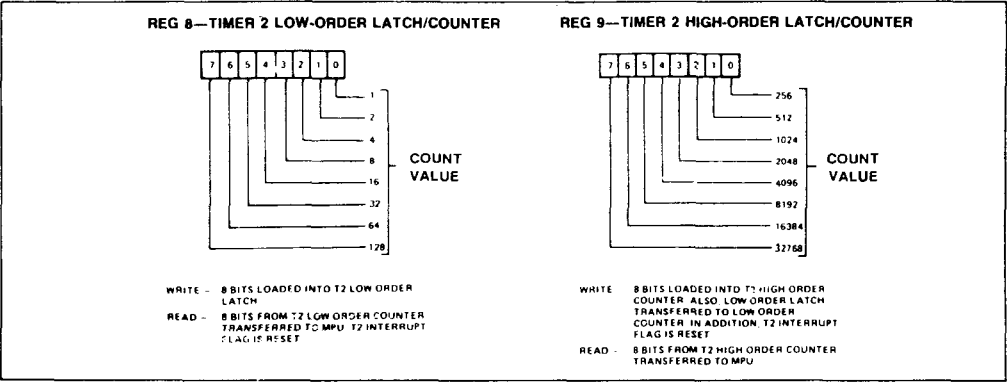 REG 8—TIMER 2 LOW-ORDER LATCH/COUNTER
7 6 5 4 3 2 1 0
1
2
4
8
16
32
64
128
COUNT
VALUE
WRITE – 8 BITS LOADED INTO T2 LOW ORDER
LATCH
READ – 8 BITS FROM T2 LOW ORDER COUNTER
TRANSFERRED TO MPU. T2 INTERRUPT
FLAG IS RESET
REG 9—TIMER 2 HIGH-ORDER LATCH/COUNTER
7 6 5 4 3 2 1 0
256
512
1024
2048
4096
8192
16384
32768
COUNT
VALUE
WRITE 8 BITS LOADED INTO T2 HIGH ORDER
COUNTER. ALSO, LOW ORDER LATCH
TRANSFERRED TO LOW ORDER
COUNTER. IN ADDITION, T2 INTERRUPT
FLAG IS RESET
READ – 8 BITS FROM T2 HIGH ORDER COUNTER
TRANSFERRED TO MPU